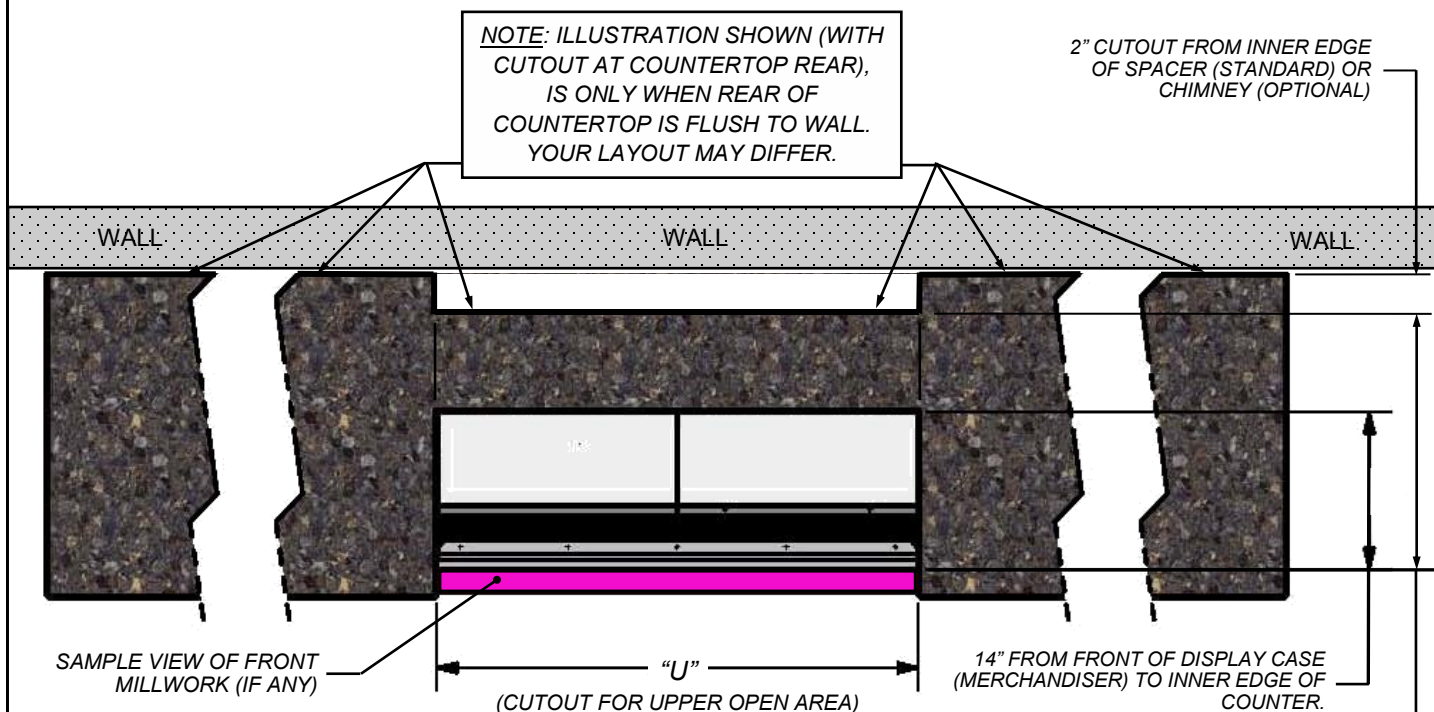 NOTE: ILLUSTRATION SHOWN (WITH
CUTOUT AT COUNTERTOP REAR),
IS ONLY WHEN REAR OF
COUNTERTOP IS FLUSH TO WALL.
YOUR LAYOUT MAY DIFFER.
2” CUTOUT FROM INNER EDGE
OF SPACER (STANDARD) OR
CHIMNEY (OPTIONAL)
WALL
WALL
WALL
SAMPLE VIEW OF FRONT
MILLWORK (IF ANY)
“U”
(CUTOUT FOR UPPER OPEN AREA)
14” FROM FRONT OF DISPLAY CASE
(MERCHANDISER) TO INNER EDGE OF
COUNTER.